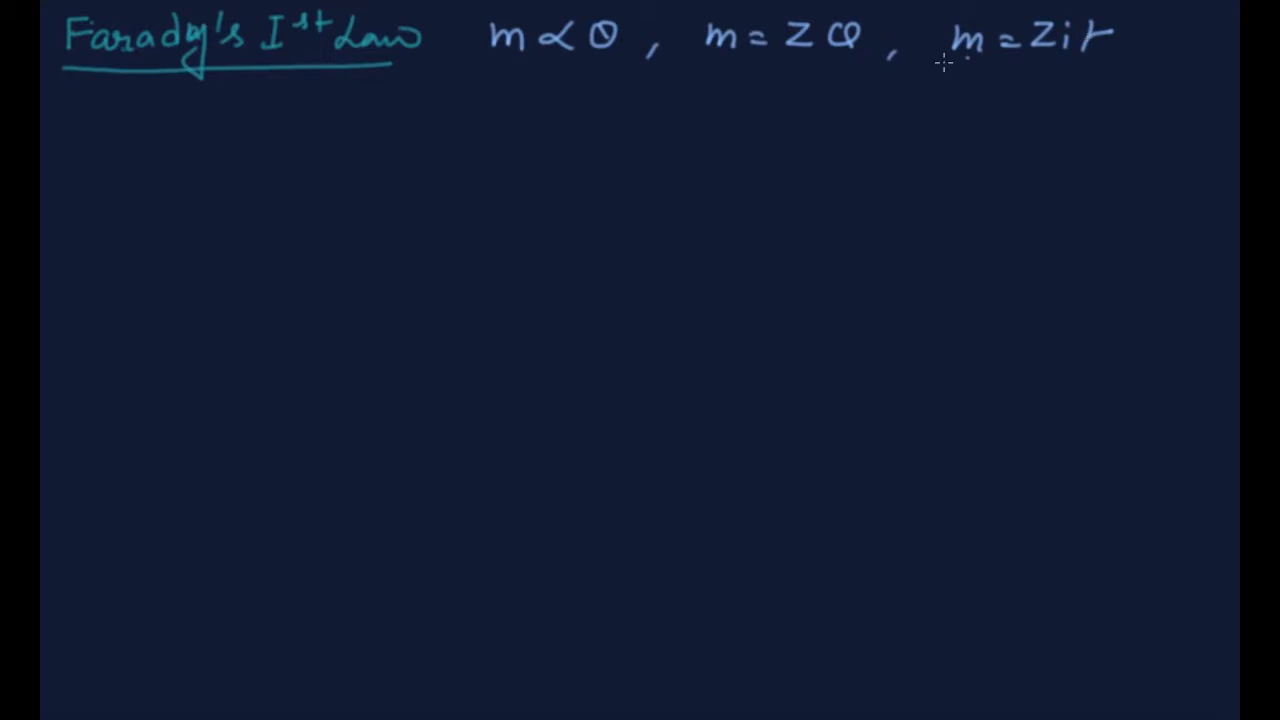 Farady's Ist Law m ∝ Q , m = ZQ , m = Zit